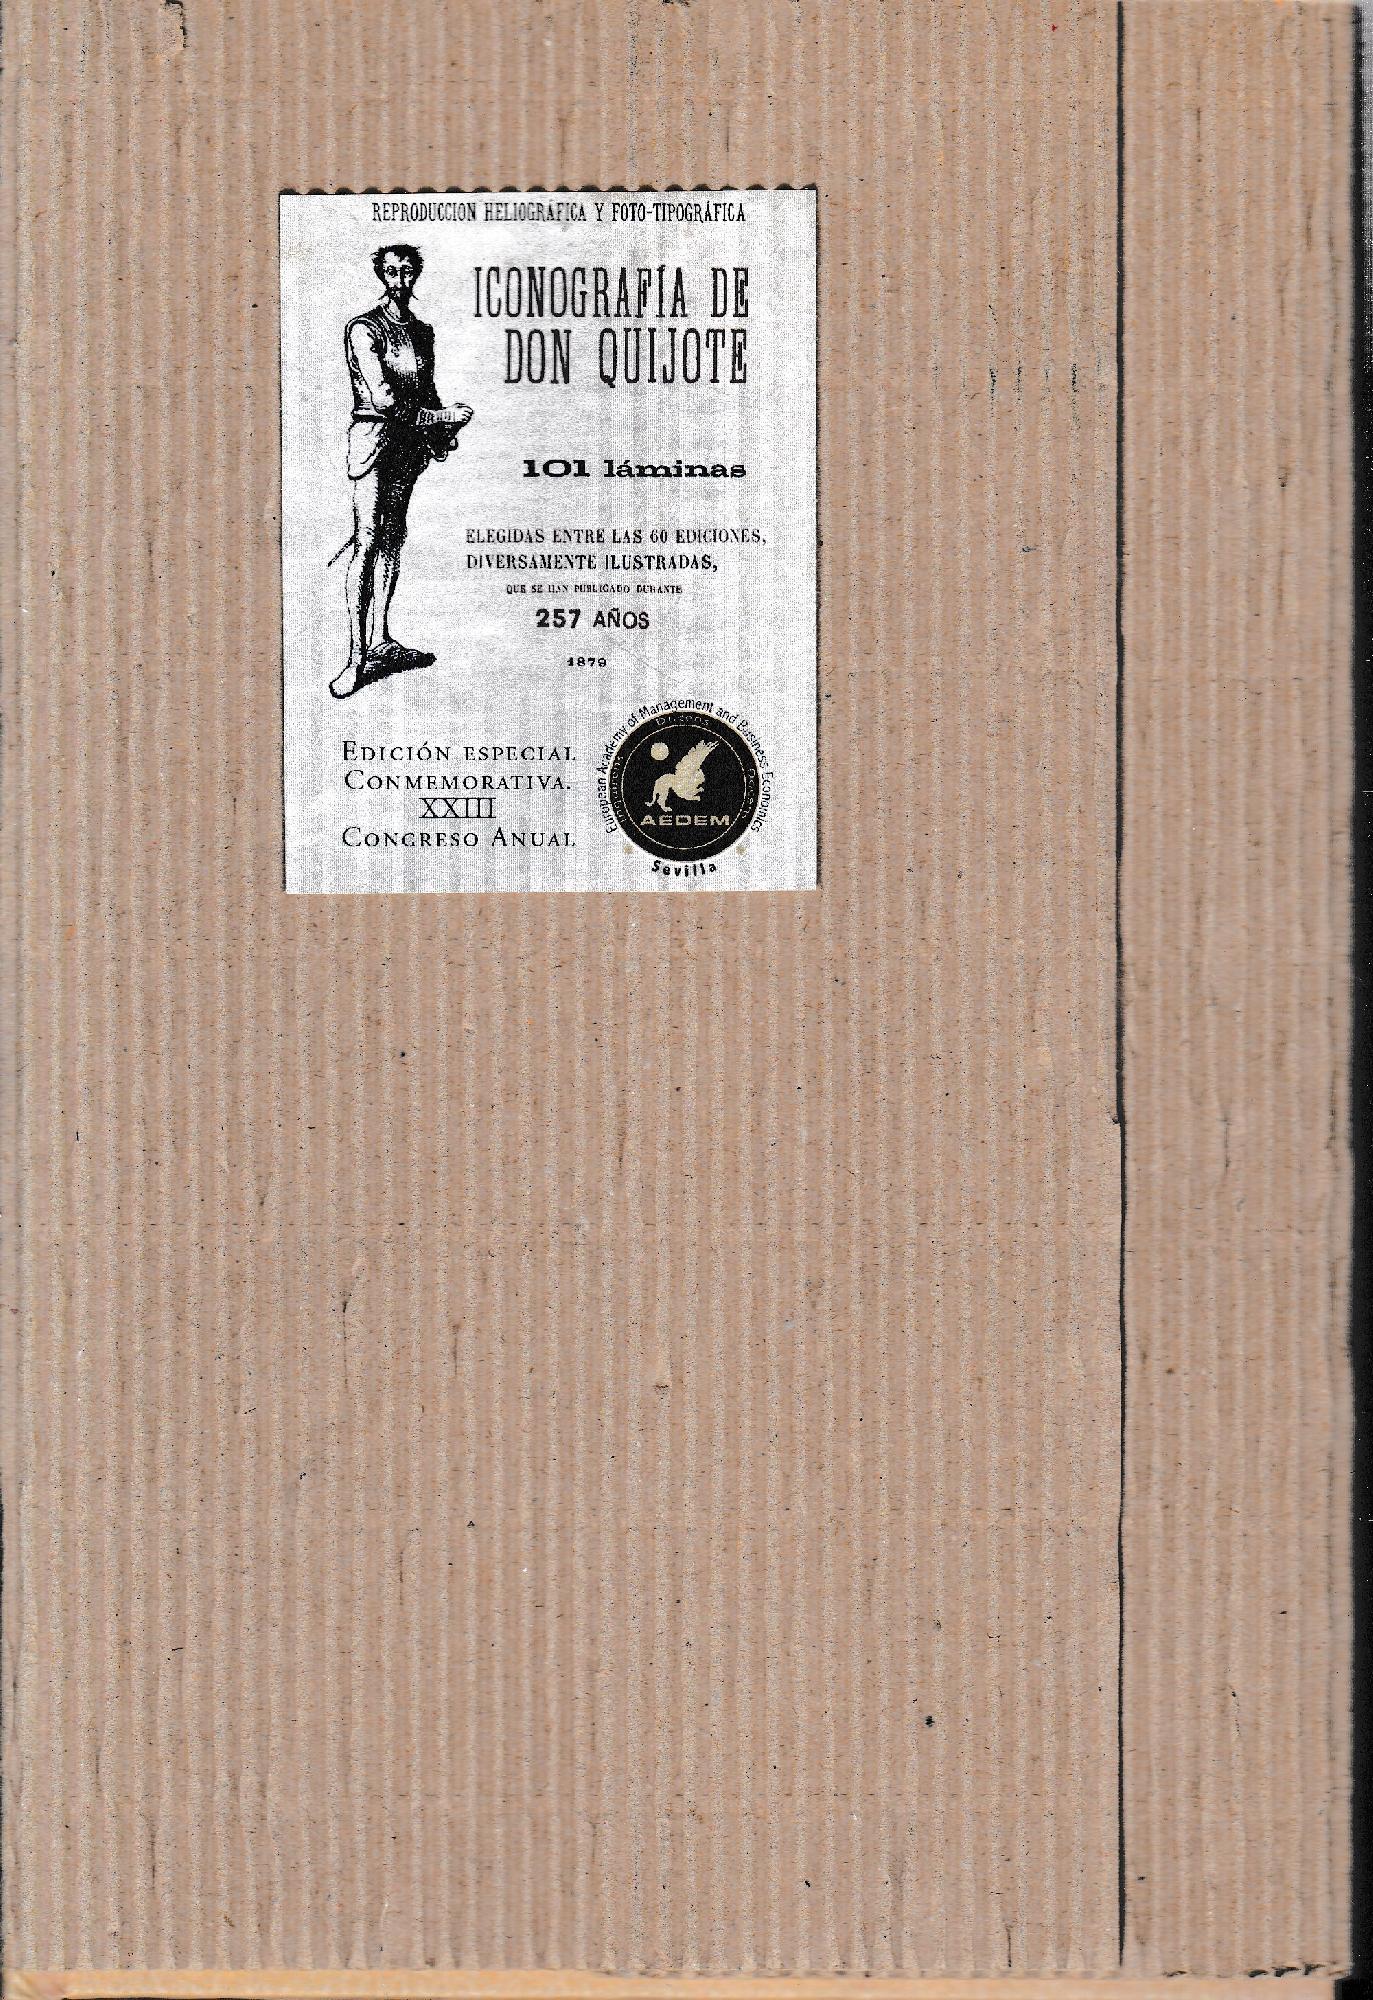 REPRODUCCION HELIOGRÁFICA Y FOTO-TIPOGRÁFICA
ICONOGRAFÍA DE
DON QUIJOTE
101 láminas
ELEGIDAS ENTRE LAS 60 EDICIONES,
DIVERSAMENTE ILUSTRADAS,
QUE SE HAN PUBLICADO DURANTE
257 AÑOS
1879
EDICIÓN ESPECIAL
CONMEMORATIVA.
XXIII
CONGRESO ANUAL
European Academy of Management and Business Economics
AEDEM
Sevilla